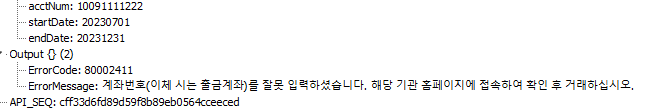 acctNum: 10091111222
startDate: 20230701
endDate: 20231231
Output {} (2)
ErrorCode: 80002411
ErrorMessage: 계좌번호(이체 시는 출금계좌)를 잘못 입력하셨습니다. 해당 기관 홈페이지에 접속하여 확인 후 거래하십시오.
API_SEQ: cff33d6fd89d59f8b89eb0564cceeced